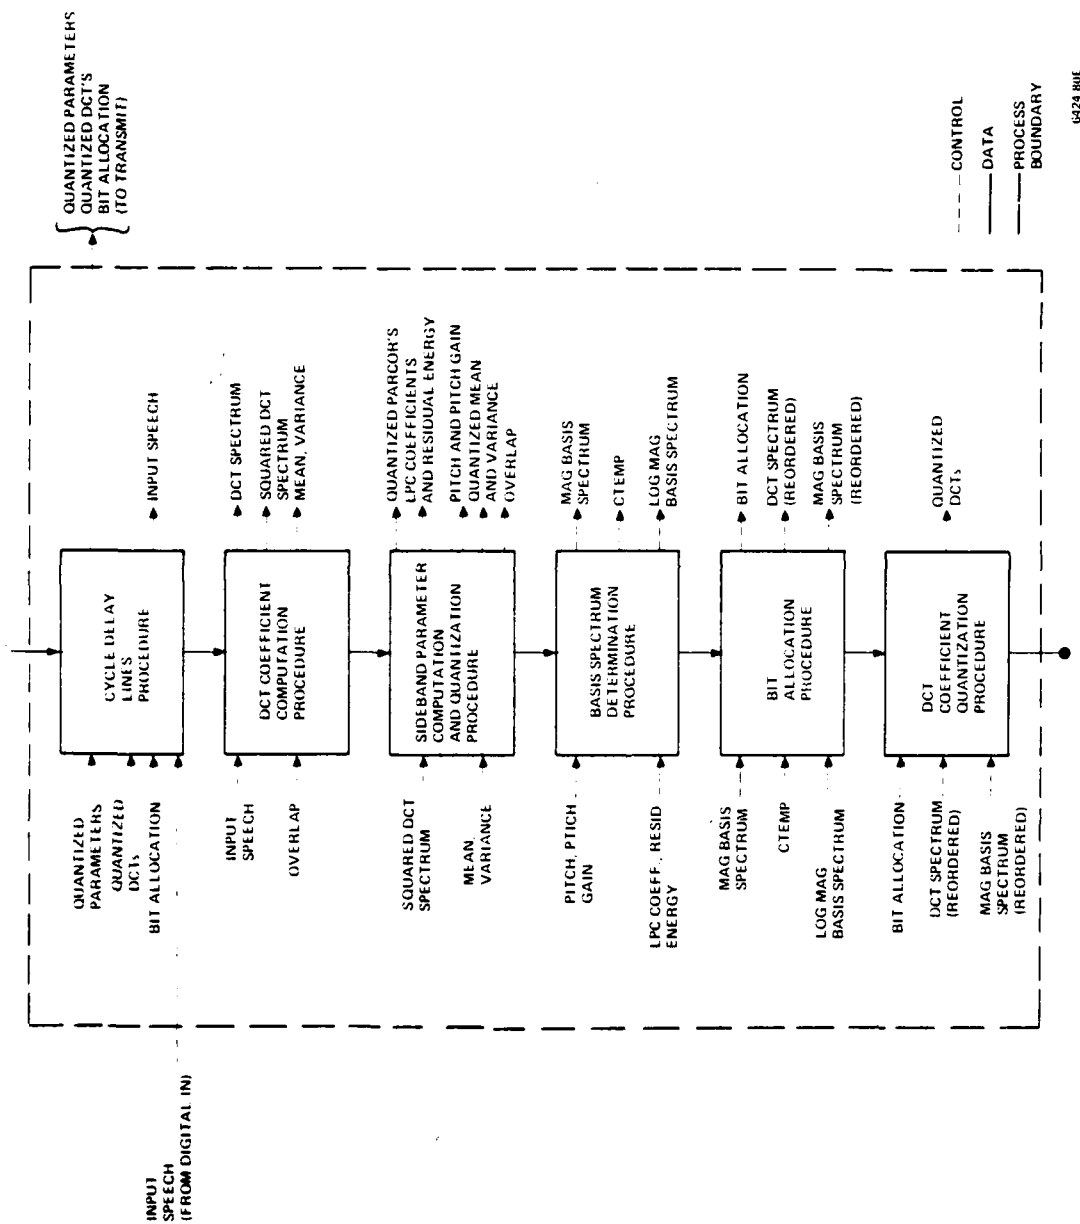 QUANTIZED PARAMETERS
QUANTIZED DCT'S
BIT ALLOCATION
(TO TRANSMIT)
INPUT
SPEECH
(FROM DIGITAL IN)
QUANTIZED
PARAMETERS
QUANTIZED
DCTs
BIT ALLOCATION
CYCLE DELAY
LINES
PROCEDURE
INPUT SPEECH
INPUT
SPEECH
OVERLAP
DCT COEFFICIENT
COMPUTATION
PROCEDURE
DCT SPECTRUM
SQUARED DCT
SPECTRUM
MEAN, VARIANCE
SQUARED DCT
SPECTRUM
MEAN,
VARIANCE
SIDEBAND PARAMETER
COMPUTATION
AND QUANTIZATION
PROCEDURE
QUANTIZED PARCOR'S
LPC COEFFICIENTS
AND RESIDUAL ENERGY
PITCH AND PITCH GAIN
QUANTIZED MEAN
AND VARIANCE
OVERLAP
PITCH, PTICH
GAIN
LPC COEFF., RESID
ENERGY
BASIS SPECTRUM
DETERMINATION
PROCEDURE
MAG BASIS
SPECTRUM
CTEMP
LOG MAG
BASIS SPECTRUM
MAG BASIS
SPECTRUM
CTEMP
LOG MAG
BASIS SPECTRUM
BIT
ALLOCATION
PROCEDURE
BIT ALLOCATION
DCT SPECTRUM
(REORDERED)
MAG BASIS
SPECTRUM
(REORDERED)
BIT ALLOCATION
DCT SPECTRUM
(REORDERED)
MAG BASIS
SPECTRUM
(REORDERED)
DCT
COEFFICIENT
QUANTIZATION
PROCEDURE
QUANTIZED
DCTs
CONTROL
DATA
PROCESS
BOUNDARY
6424 80E